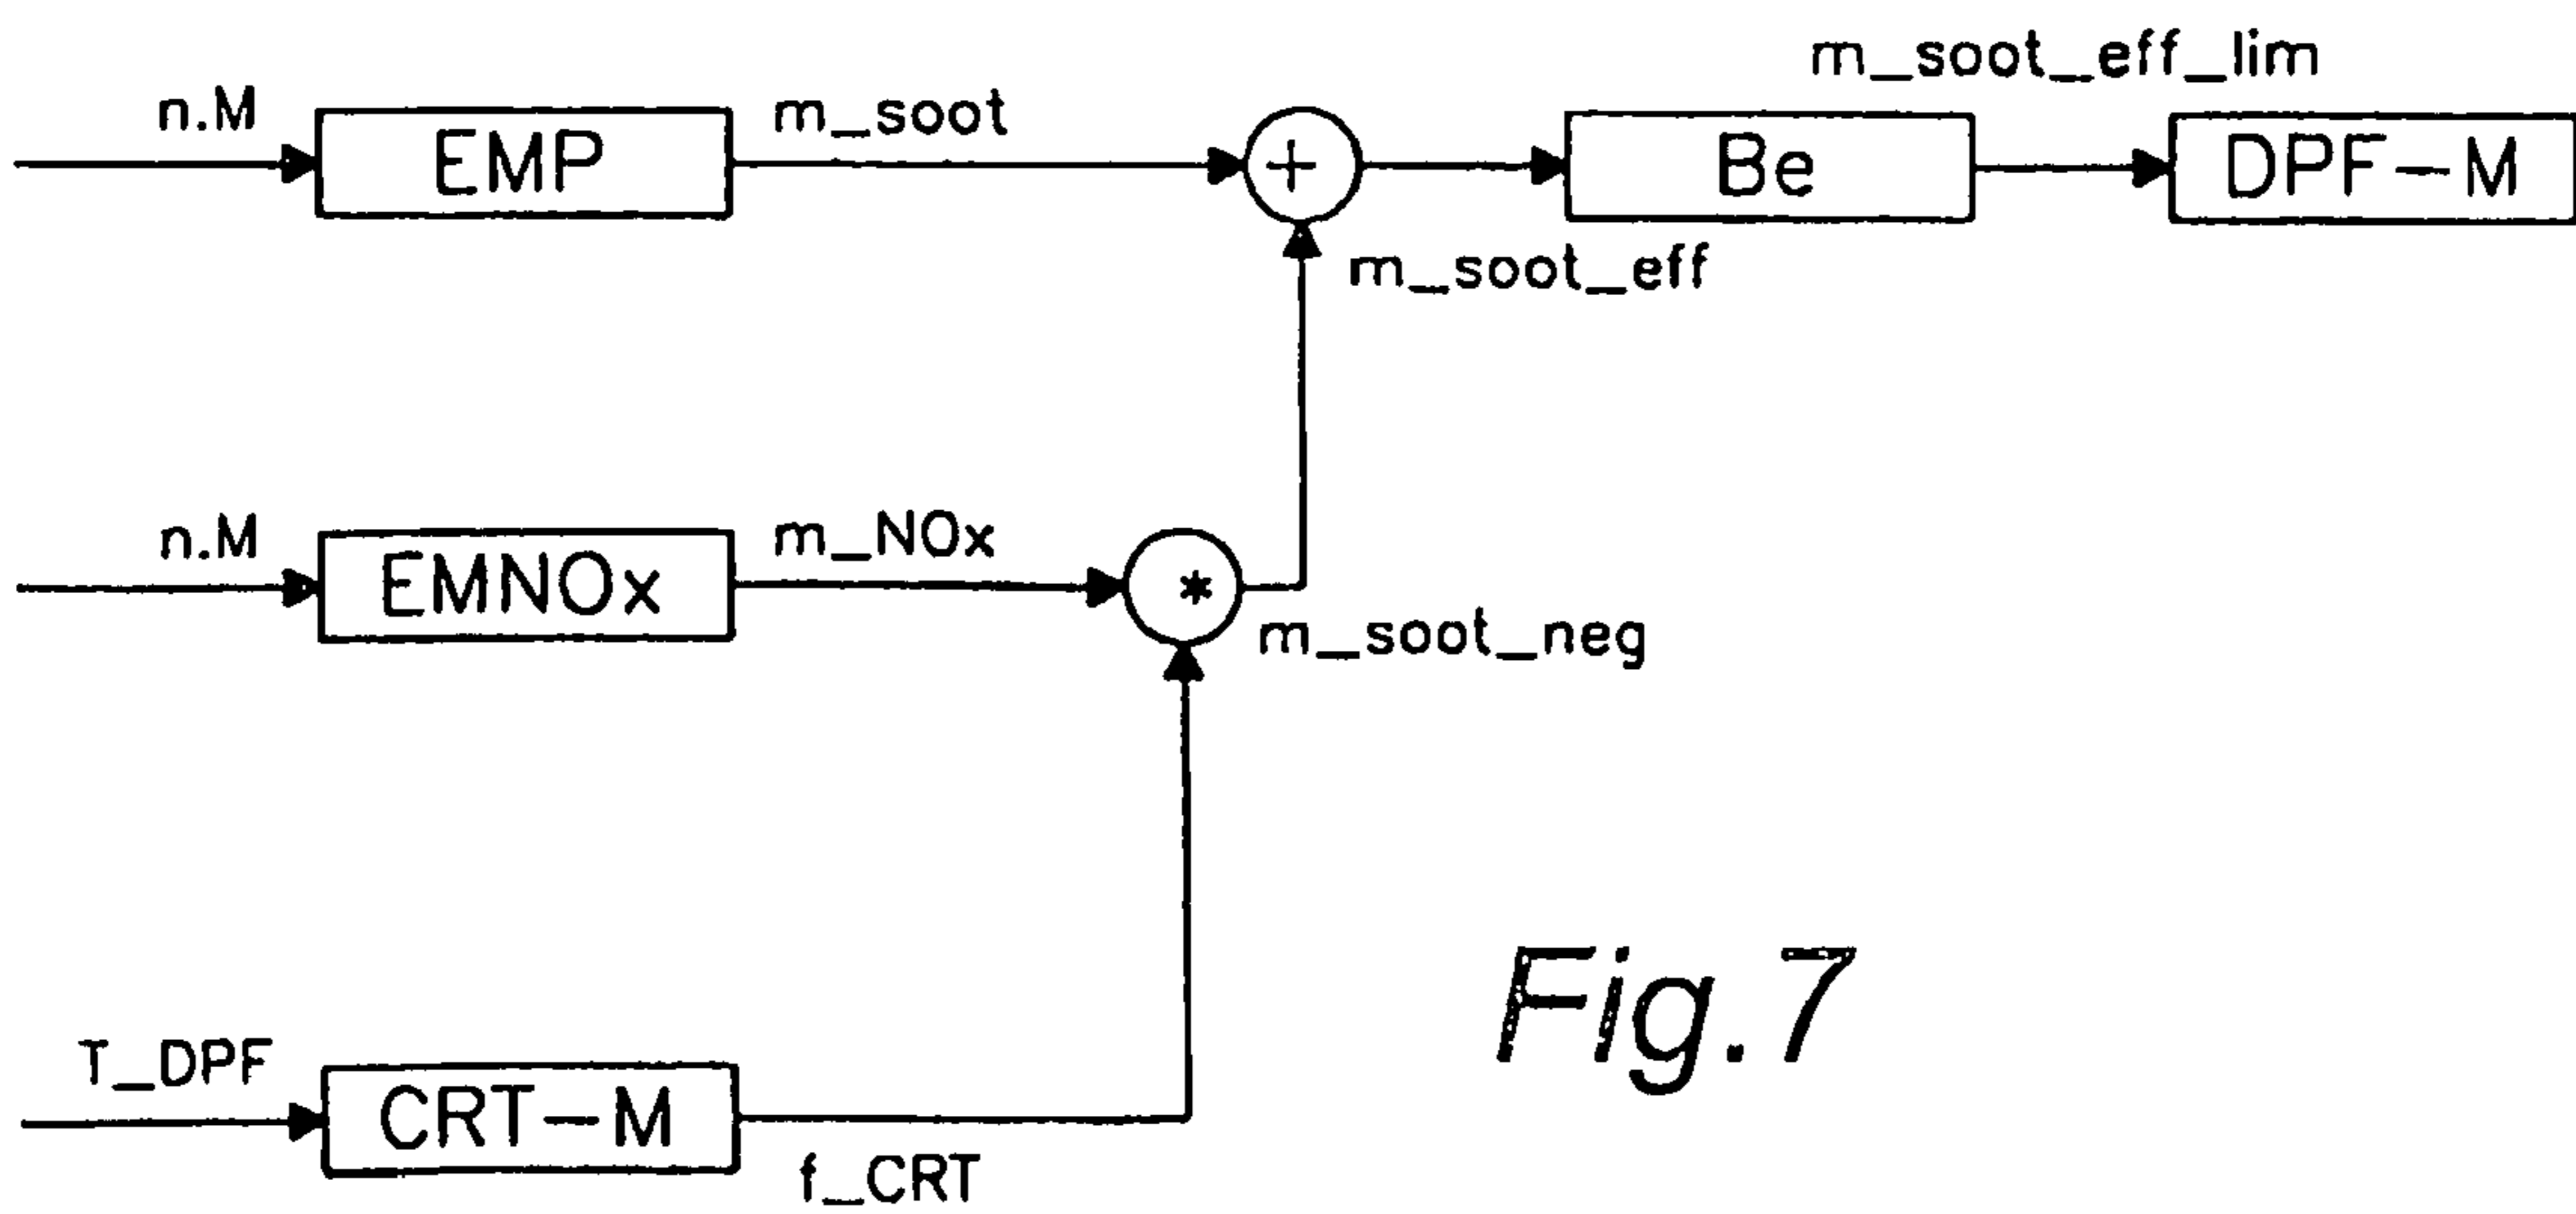 m_soot_eff_lim
n.M
EMP
m_soot
+
Be
DPF-M
m_soot_eff
n.M
EMNOx
m_NOx
*
m_soot_neg
T_DPF
CRT-M
f_CRT
Fig.7